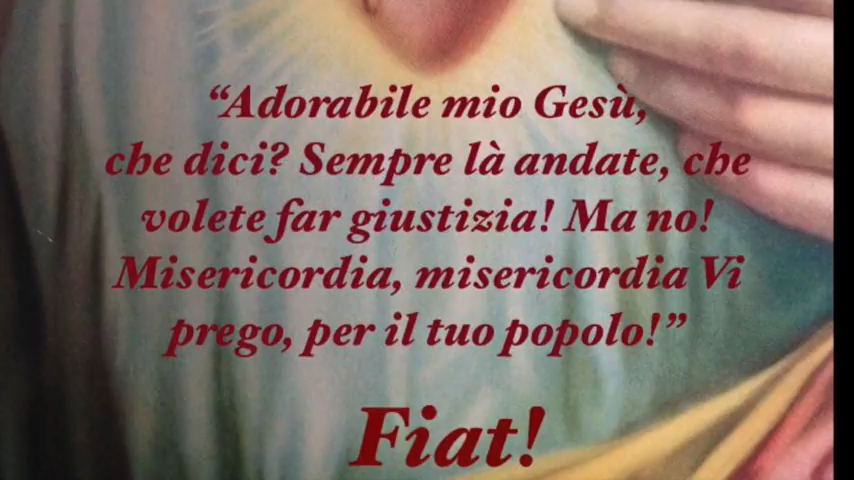 “Adorabile mio Gesù,
che dici? Sempre là andate, che
volete far giustizia! Ma no!
Misericordia, misericordia Vi
prego, per il tuo popolo!”
Fiat!